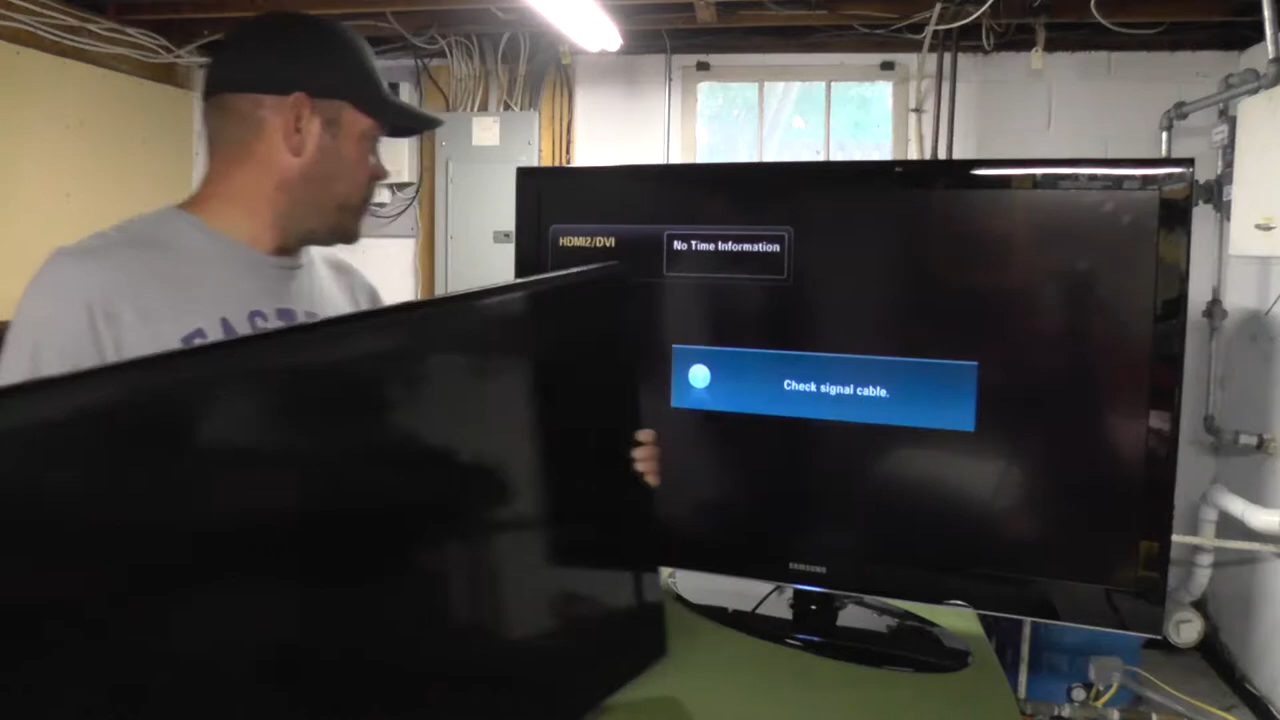 HDMI2/DVI
No Time Information
Check signal cable.
SAMSUNG